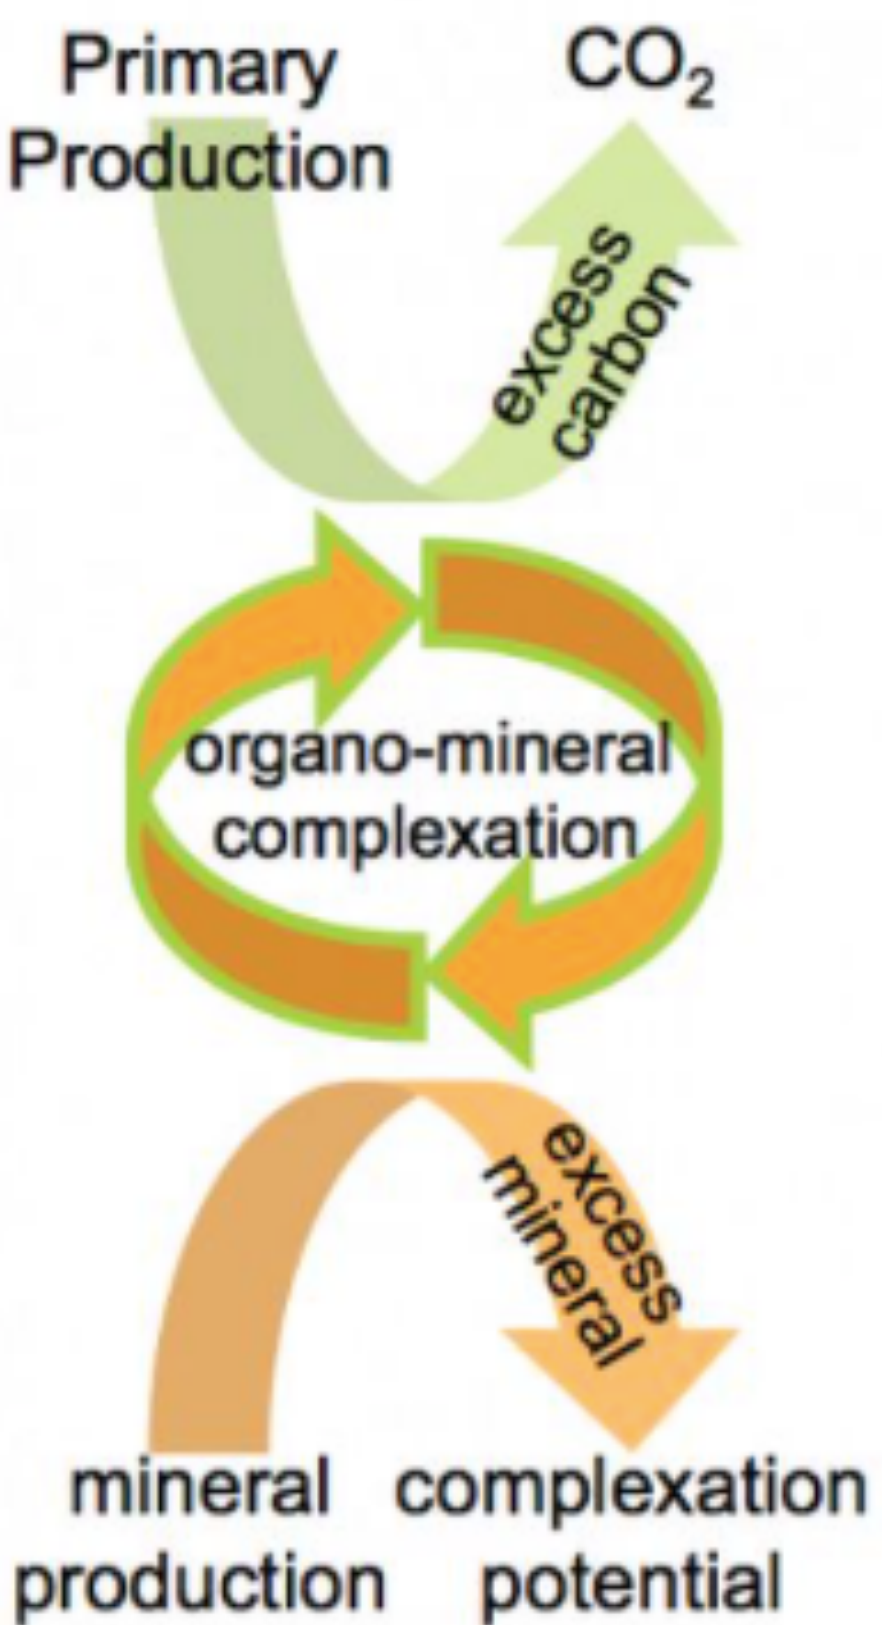 Primary
Production
CO₂
excess
carbon
organo-mineral
complexation
excess
mineral
mineral
production
complexation
potential